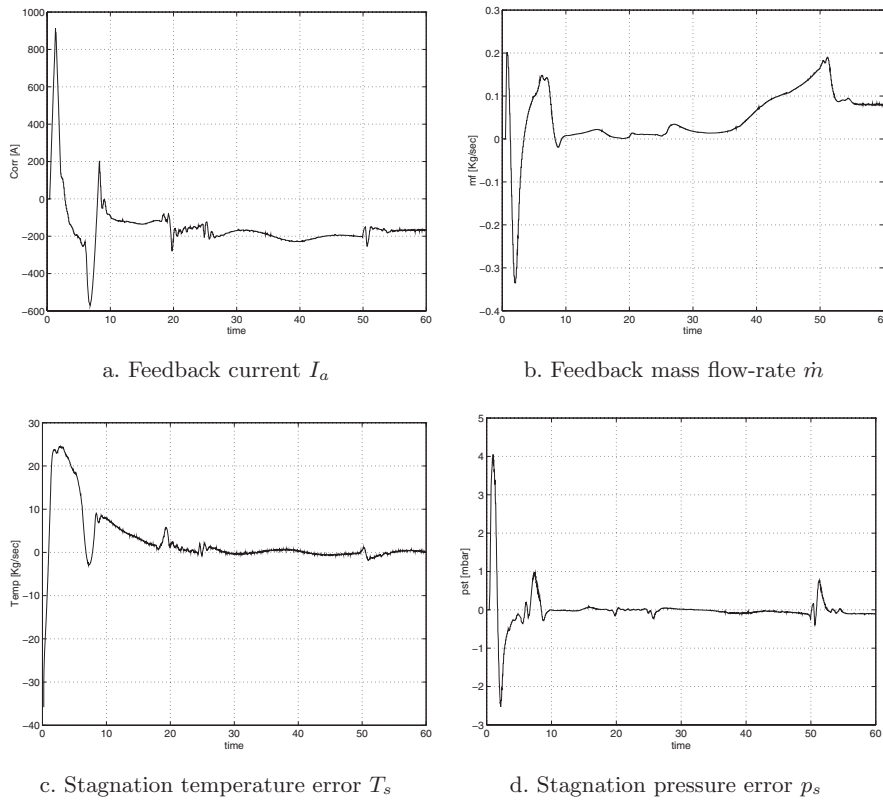 1000
800
600
400
200
0
−200
−400
−600
Corr [A]
0 10 20 30 40 50 60
time
a. Feedback current I_a
0.3
0.2
0.1
0
−0.1
−0.2
−0.3
−0.4
mf [Kg/sec]
0 10 20 30 40 50 60
time
b. Feedback mass flow-rate ṁ
30
20
10
0
−10
−20
−30
−40
Temp [Kg/sec]
0 10 20 30 40 50 60
time
c. Stagnation temperature error T_s
5
4
3
2
1
0
−1
−2
−3
pst [mbar]
0 10 20 30 40 50 60
time
d. Stagnation pressure error p_s